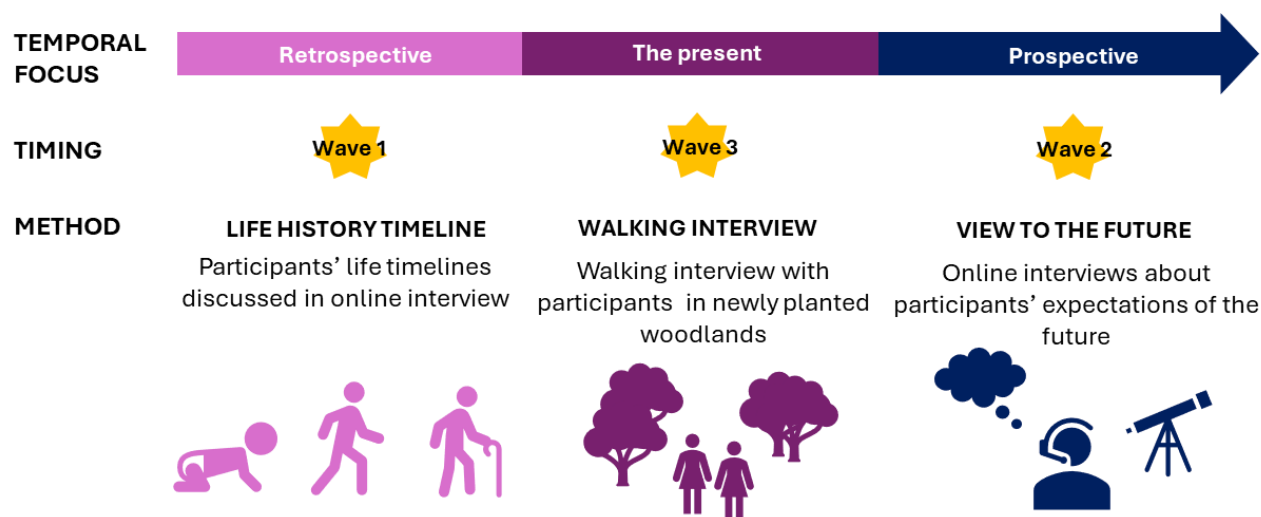 TEMPORAL
FOCUS
Retrospective
The present
Prospective
TIMING
Wave 1
Wave 3
Wave 2
METHOD
LIFE HISTORY TIMELINE
Participants’ life timelines
discussed in online interview
WALKING INTERVIEW
Walking interview with
participants in newly planted
woodlands
VIEW TO THE FUTURE
Online interviews about
participants’ expectations of the
future